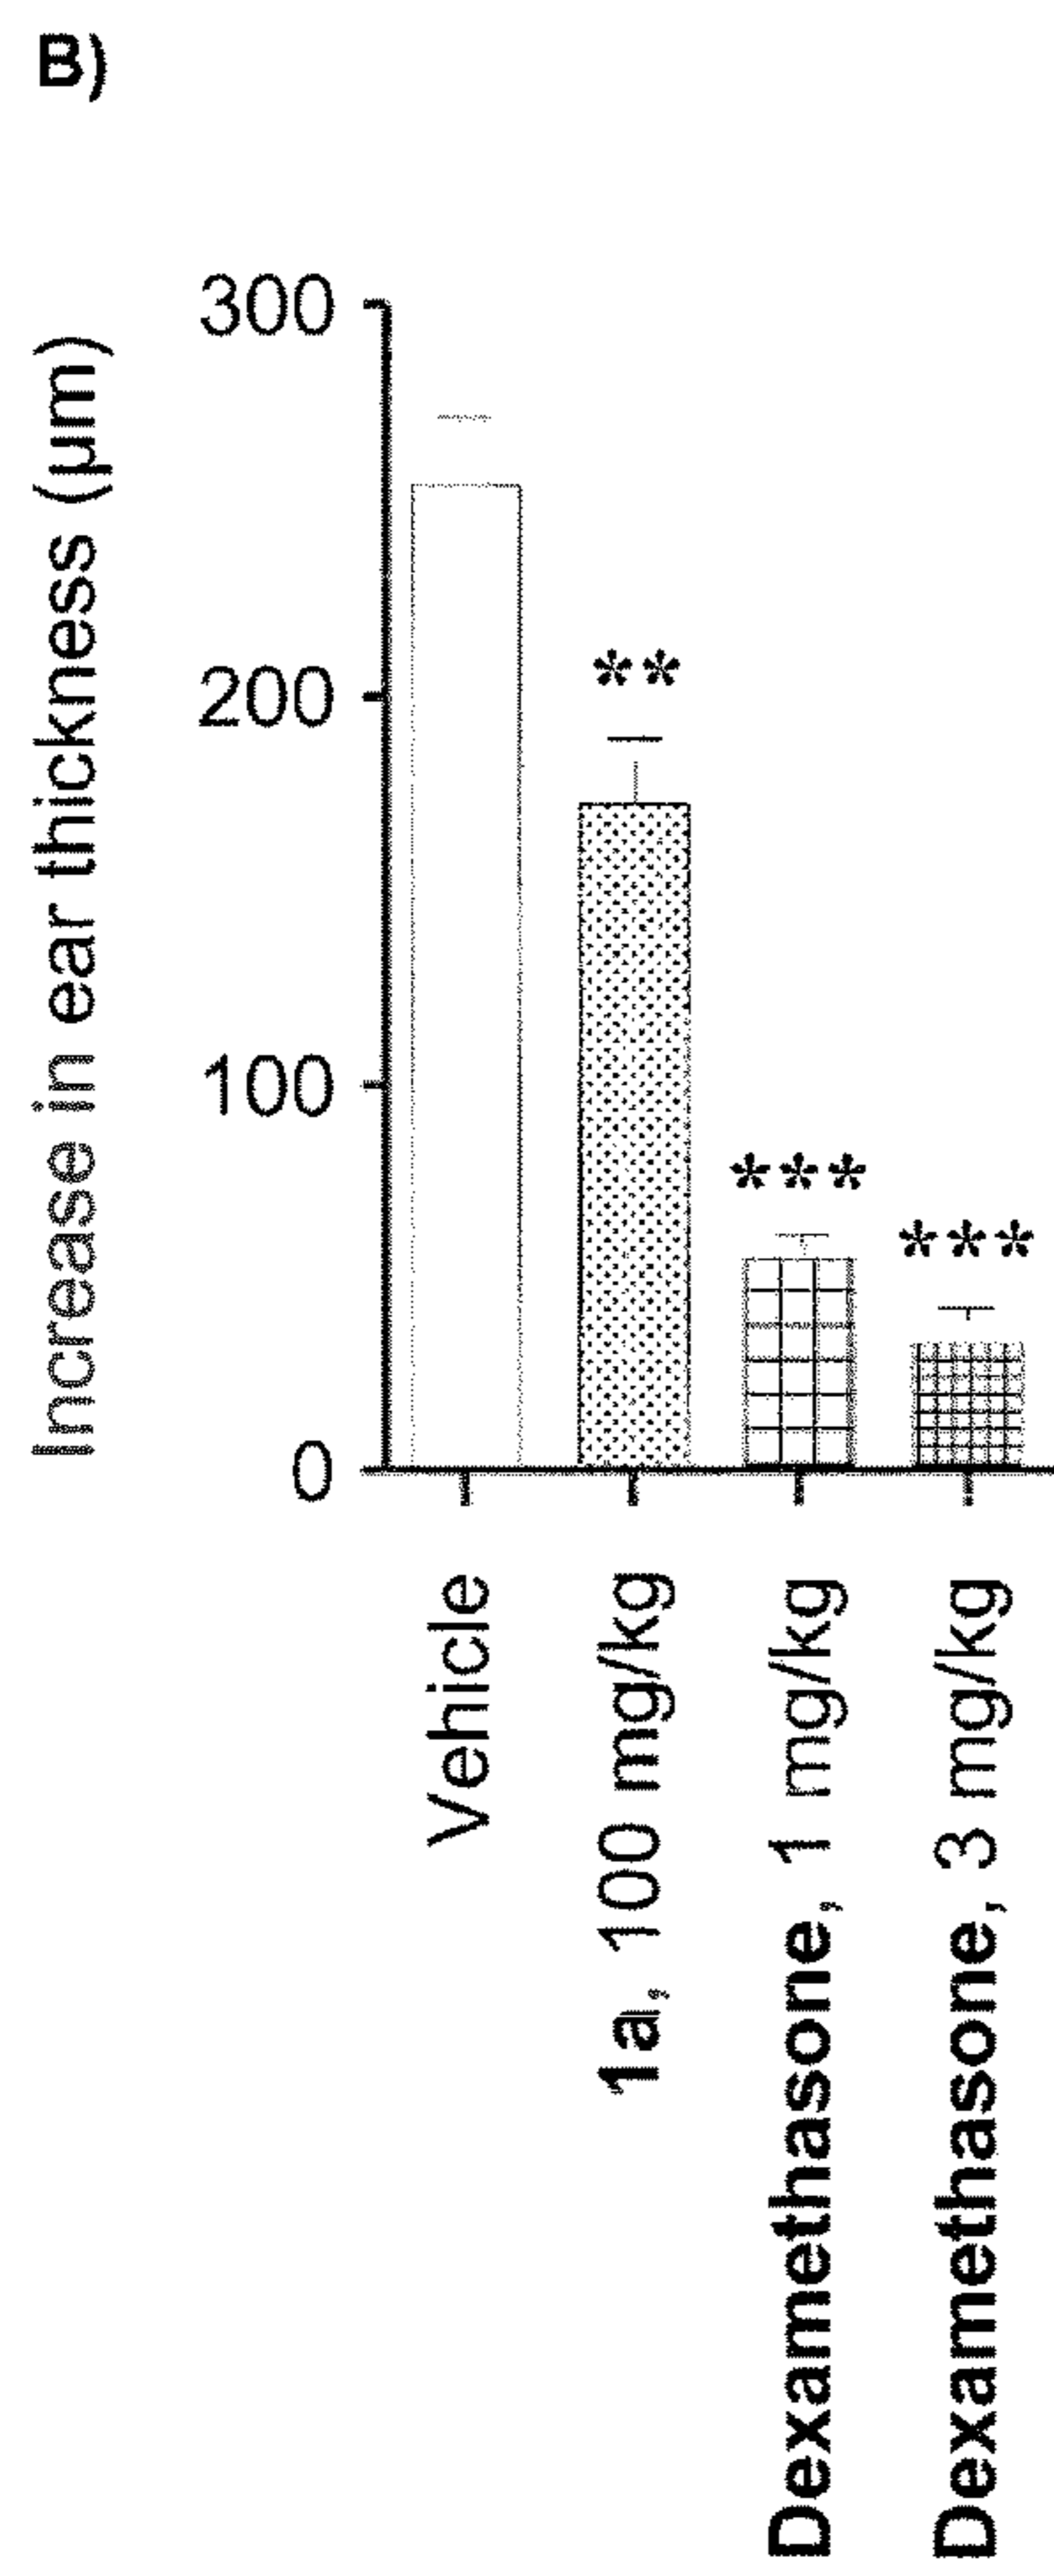 B)
Increase in ear thickness (µm)
300
200
100
0
**
***
***
Vehicle
1a, 100 mg/kg
Dexamethasone, 1 mg/kg
Dexamethasone, 3 mg/kg